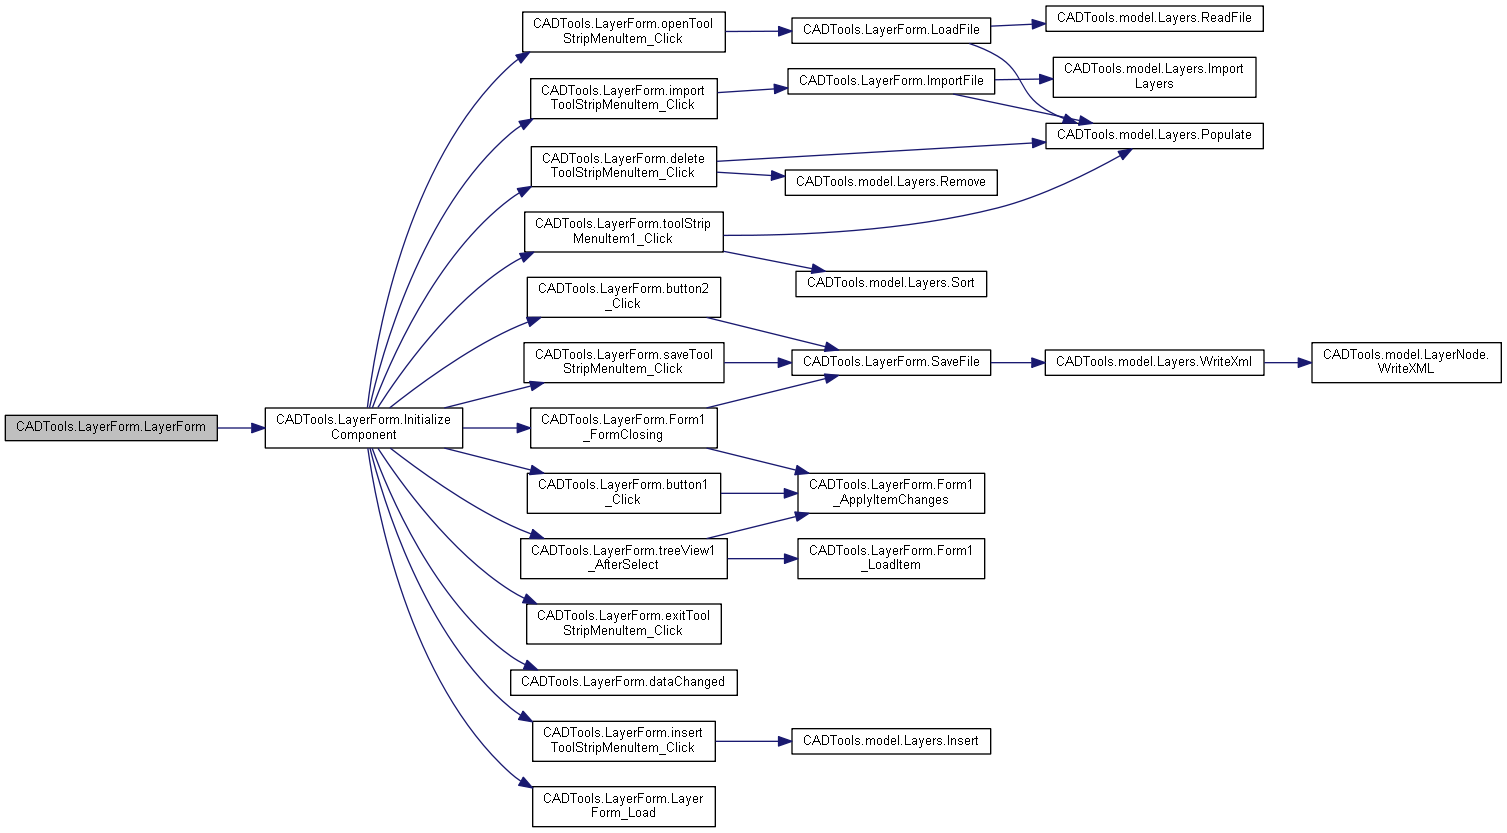 CADTools.LayerForm.LayerForm
CADTools.LayerForm.Initialize
Component
CADTools.LayerForm.openTool
StripMenuItem_Click
CADTools.LayerForm.import
ToolStripMenuItem_Click
CADTools.LayerForm.delete
ToolStripMenuItem_Click
CADTools.LayerForm.toolStrip
MenuItem1_Click
CADTools.LayerForm.button2
_Click
CADTools.LayerForm.saveTool
StripMenuItem_Click
CADTools.LayerForm.Form1
_FormClosing
CADTools.LayerForm.button1
_Click
CADTools.LayerForm.treeView1
_AfterSelect
CADTools.LayerForm.exitTool
StripMenuItem_Click
CADTools.LayerForm.dataChanged
CADTools.LayerForm.insert
ToolStripMenuItem_Click
CADTools.LayerForm.Layer
Form_Load
CADTools.LayerForm.LoadFile
CADTools.LayerForm.ImportFile
CADTools.model.Layers.Remove
CADTools.model.Layers.Sort
CADTools.LayerForm.SaveFile
CADTools.LayerForm.Form1
_ApplyItemChanges
CADTools.LayerForm.Form1
_LoadItem
CADTools.model.Layers.Insert
CADTools.model.Layers.ReadFile
CADTools.model.Layers.Import
Layers
CADTools.model.Layers.Populate
CADTools.model.Layers.WriteXml
CADTools.model.LayerNode.
WriteXML